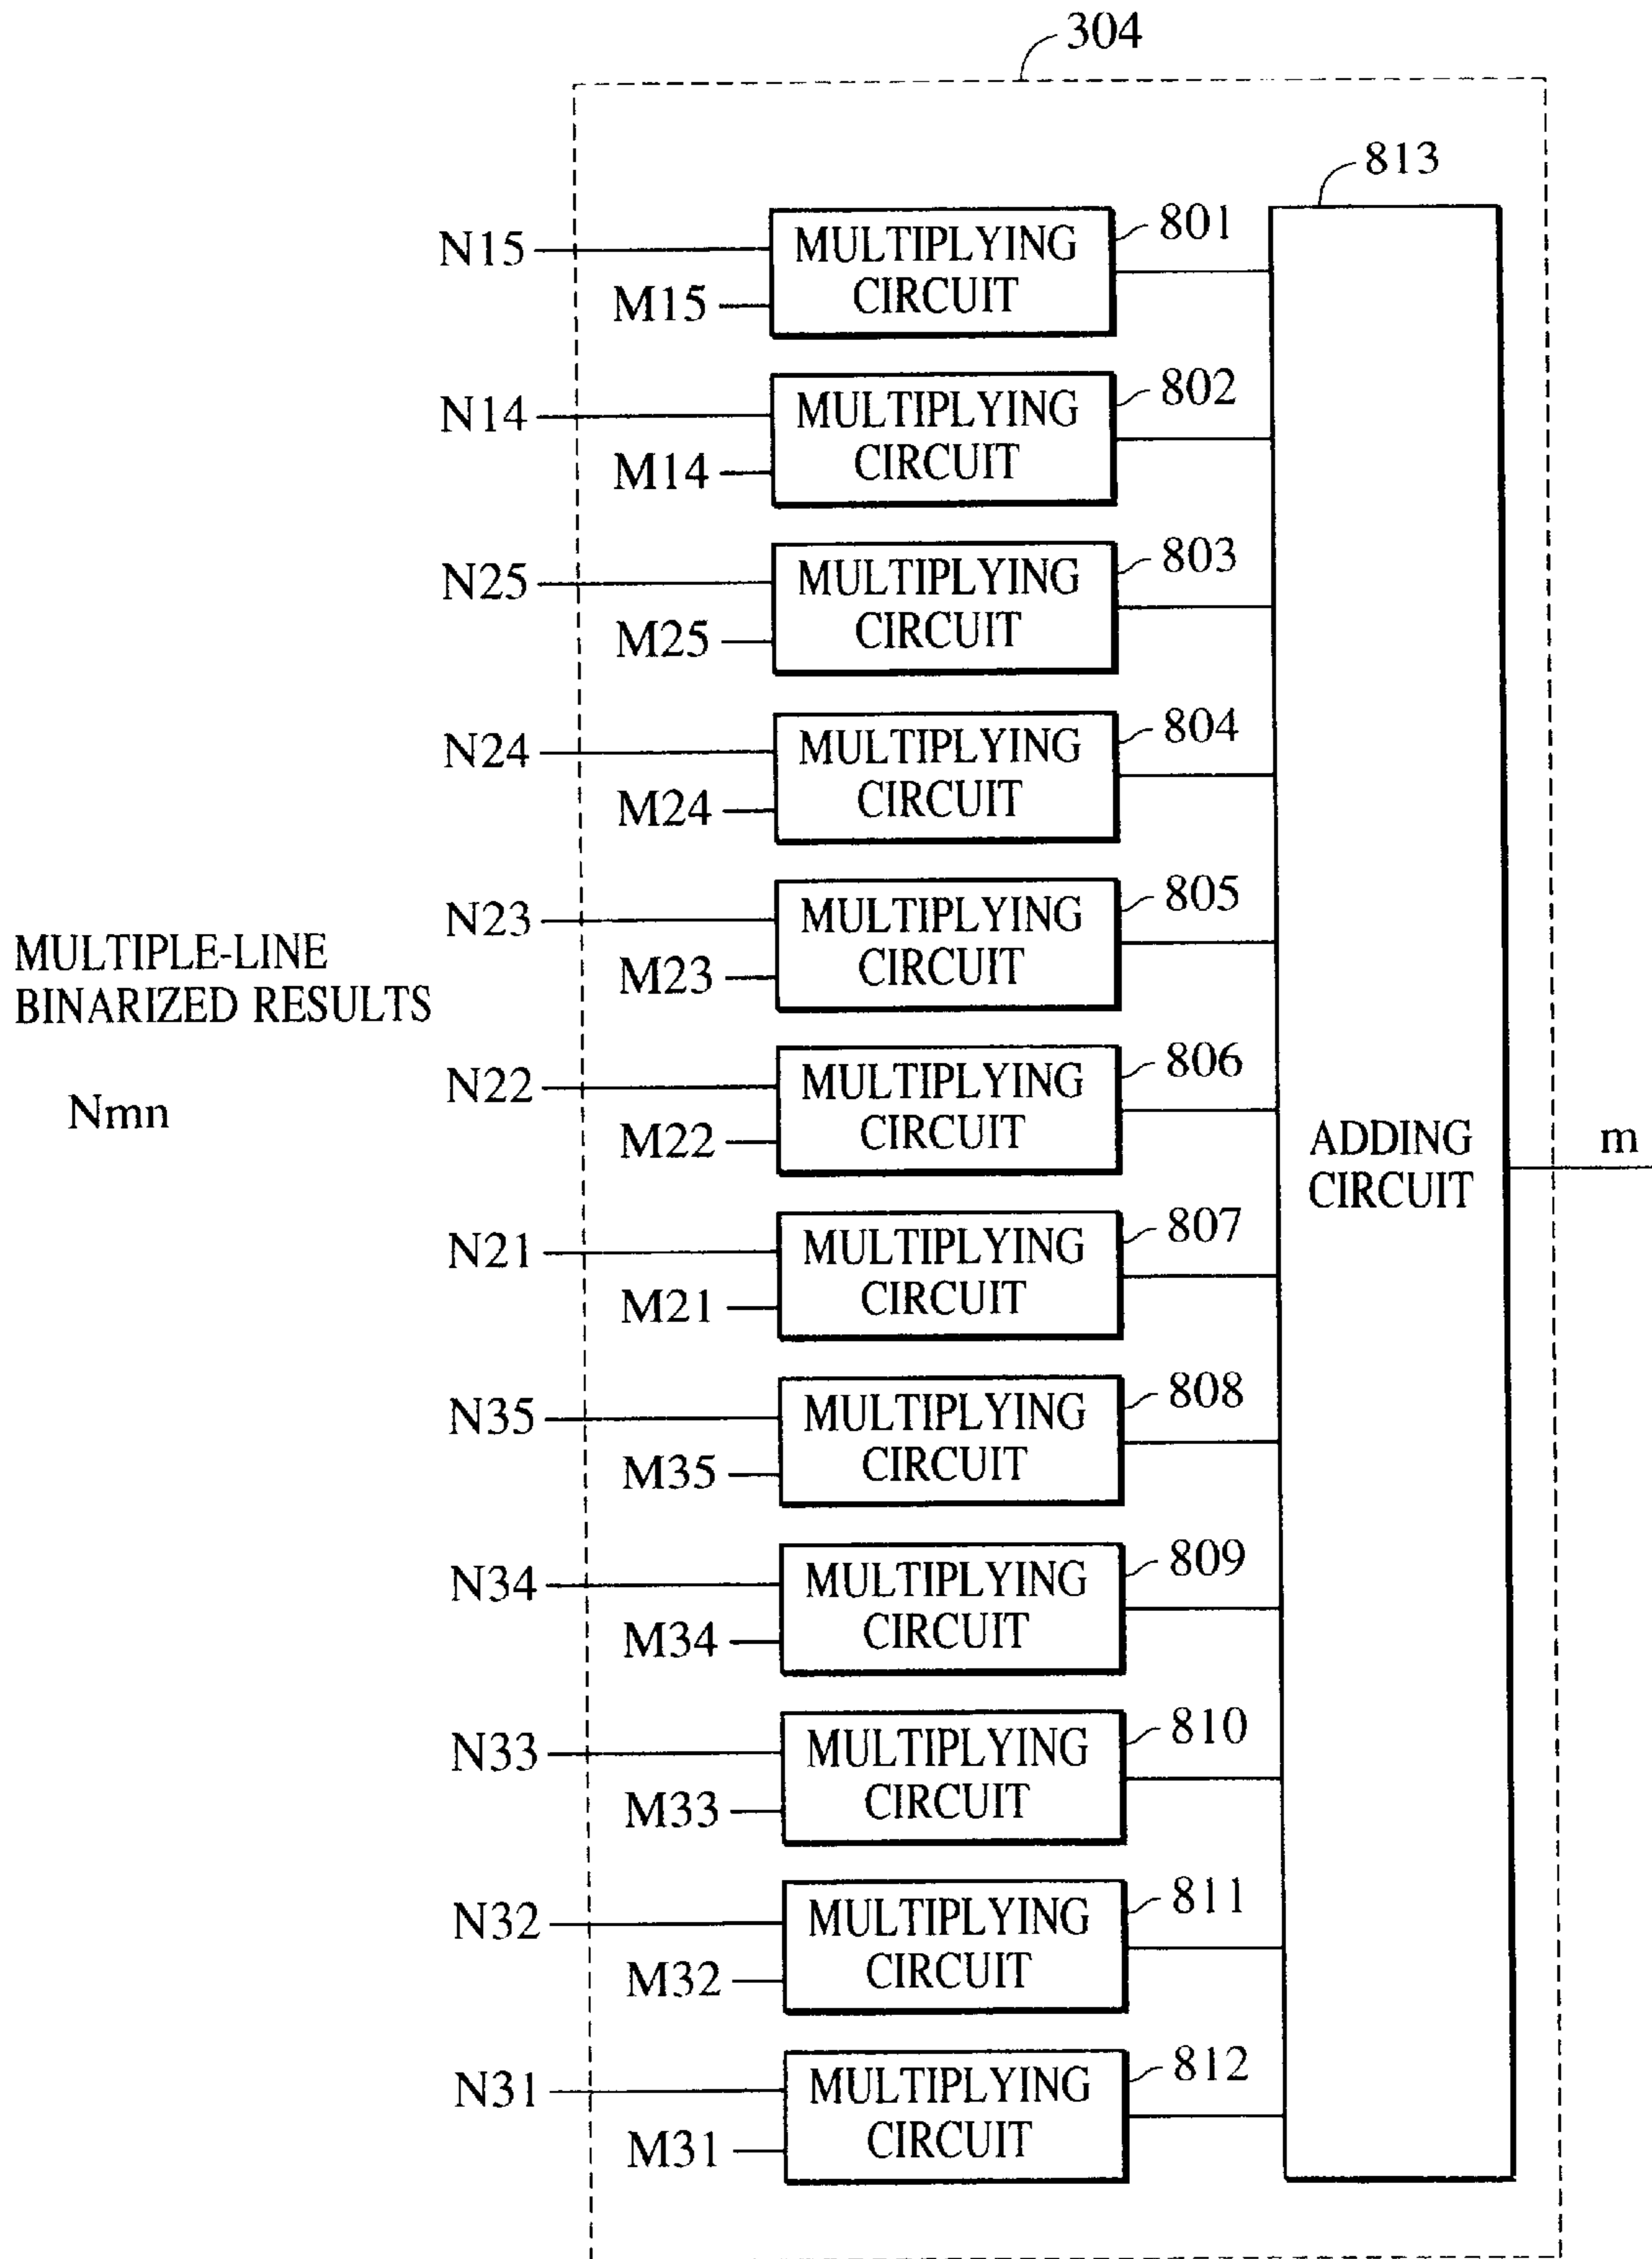 304
813
N15
M15
MULTIPLYING
CIRCUIT
801
N14
M14
MULTIPLYING
CIRCUIT
802
N25
M25
MULTIPLYING
CIRCUIT
803
N24
M24
MULTIPLYING
CIRCUIT
804
N23
M23
MULTIPLYING
CIRCUIT
805
MULTIPLE-LINE
BINARIZED RESULTS
Nmn
N22
M22
MULTIPLYING
CIRCUIT
806
ADDING
CIRCUIT
m
N21
M21
MULTIPLYING
CIRCUIT
807
N35
M35
MULTIPLYING
CIRCUIT
808
N34
M34
MULTIPLYING
CIRCUIT
809
N33
M33
MULTIPLYING
CIRCUIT
810
N32
M32
MULTIPLYING
CIRCUIT
811
N31
M31
MULTIPLYING
CIRCUIT
812